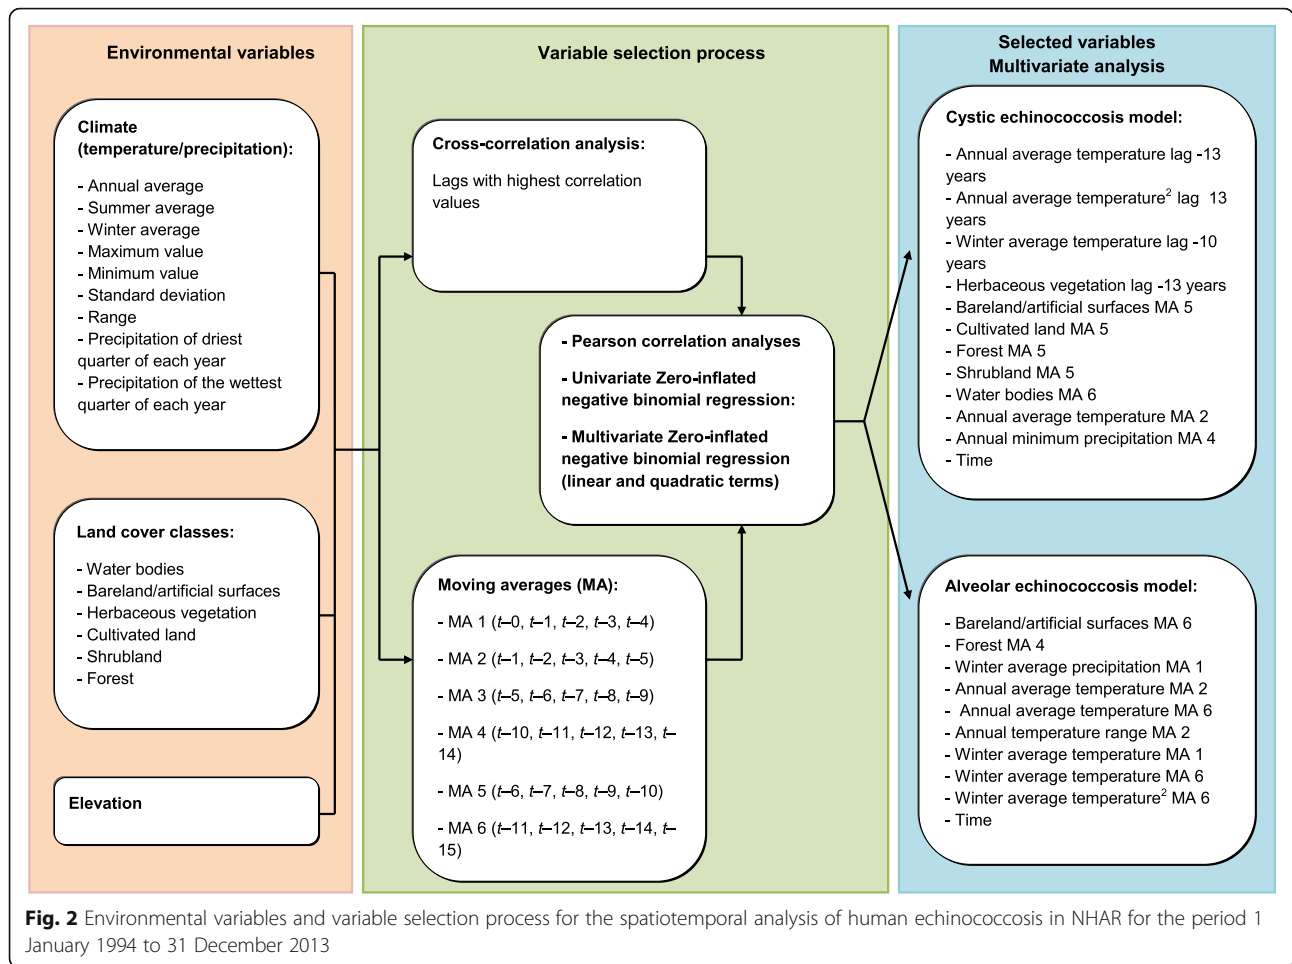 Environmental variables
Climate
(temperature/precipitation):
- Annual average
- Summer average
- Winter average
- Maximum value
- Minimum value
- Standard deviation
- Range
- Precipitation of driest
quarter of each year
- Precipitation of the wettest
quarter of each year
Land cover classes:
- Water bodies
- Bareland/artificial surfaces
- Herbaceous vegetation
- Cultivated land
- Shrubland
- Forest
Elevation
Variable selection process
Cross-correlation analysis:
Lags with highest correlation
values
- Pearson correlation analyses
- Univariate Zero-inflated
negative binomial regression:
- Multivariate Zero-inflated
negative binomial regression
(linear and quadratic terms)
Moving averages (MA):
- MA 1 (t–0, t–1, t–2, t–3, t–4)
- MA 2 (t–1, t–2, t–3, t–4, t–5)
- MA 3 (t–5, t–6, t–7, t–8, t–9)
- MA 4 (t–10, t–11, t–12, t–13, t–
14)
- MA 5 (t–6, t–7, t–8, t–9, t–10)
- MA 6 (t–11, t–12, t–13, t–14, t–
15)
Selected variables
Multivariate analysis
Cystic echinococcosis model:
- Annual average temperature lag -13
years
- Annual average temperature² lag 13
years
- Winter average temperature lag -10
years
- Herbaceous vegetation lag -13 years
- Bareland/artificial surfaces MA 5
- Cultivated land MA 5
- Forest MA 5
- Shrubland MA 5
- Water bodies MA 6
- Annual average temperature MA 2
- Annual minimum precipitation MA 4
- Time
Alveolar echinococcosis model:
- Bareland/artificial surfaces MA 6
- Forest MA 4
- Winter average precipitation MA 1
- Annual average temperature MA 2
- Annual average temperature MA 6
- Annual temperature range MA 2
- Winter average temperature MA 1
- Winter average temperature MA 6
- Winter average temperature² MA 6
- Time
Fig. 2 Environmental variables and variable selection process for the spatiotemporal analysis of human echinococcosis in NHAR for the period 1
January 1994 to 31 December 2013